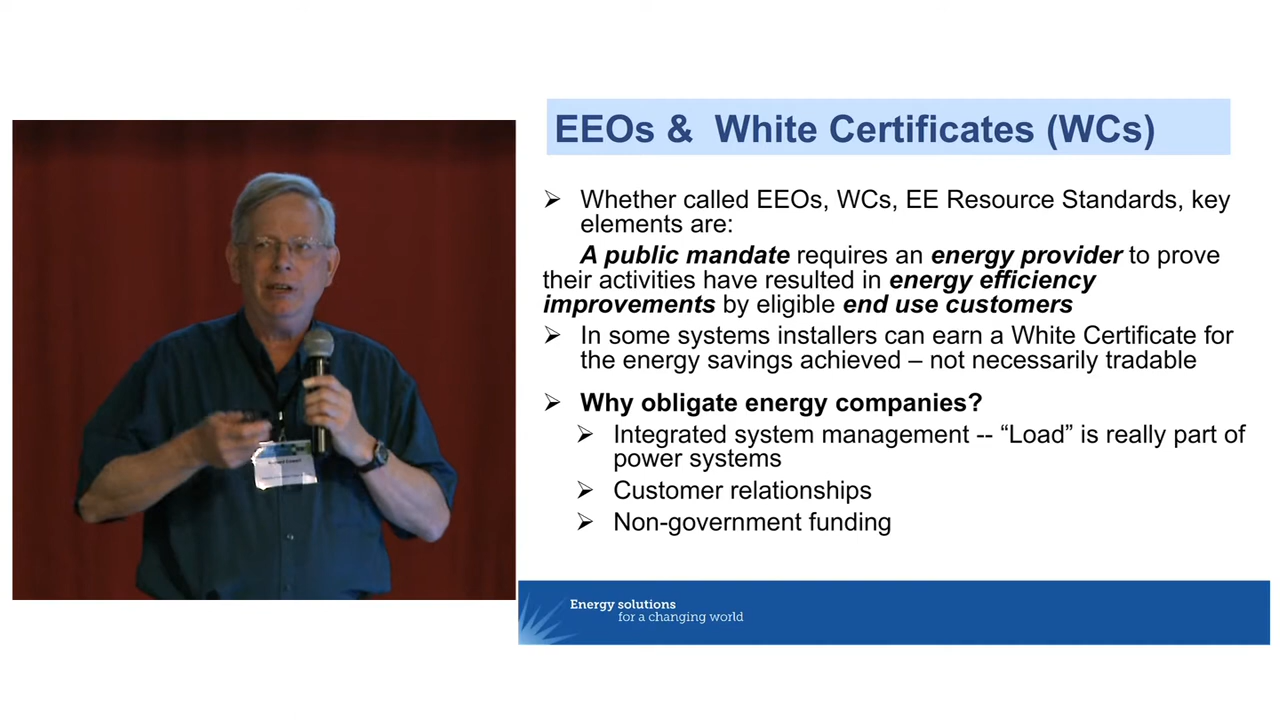 EEOs & White Certificates (WCs)
Whether called EEOs, WCs, EE Resource Standards, key
elements are:
A public mandate requires an energy provider to prove
their activities have resulted in energy efficiency
improvements by eligible end use customers
In some systems installers can earn a White Certificate for
the energy savings achieved – not necessarily tradable
Why obligate energy companies?
Integrated system management -- “Load” is really part of
power systems
Customer relationships
Non-government funding
Energy solutions
for a changing world